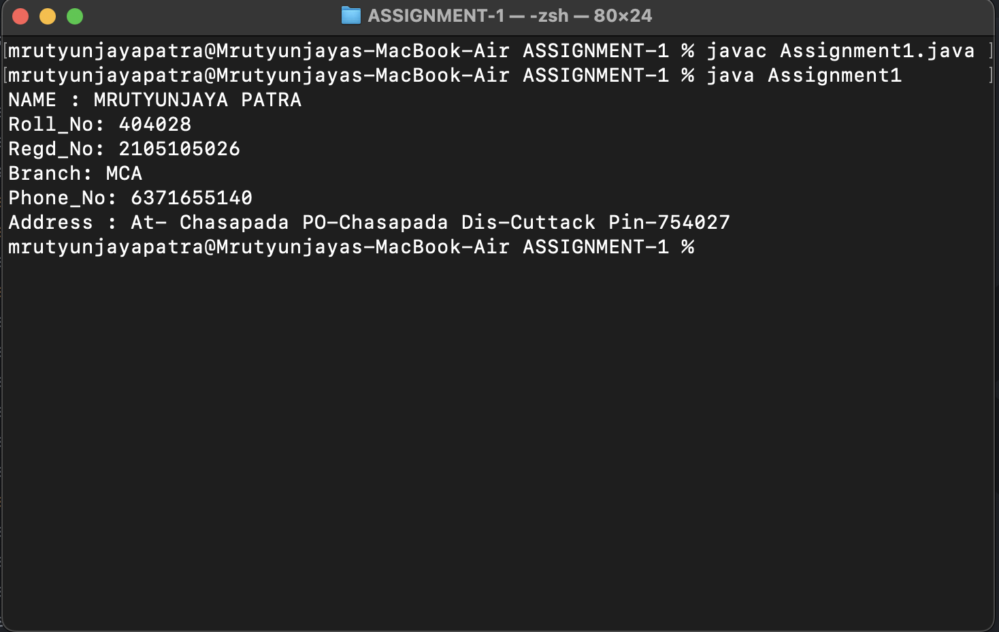 ASSIGNMENT-1 — -zsh — 80×24
[mrutyunjayapatra@Mrutyunjayas-MacBook-Air ASSIGNMENT-1 % javac Assignment1.java ]
[mrutyunjayapatra@Mrutyunjayas-MacBook-Air ASSIGNMENT-1 % java Assignment1 ]
NAME : MRUTYUNJAYA PATRA
Roll_No: 404028
Regd_No: 2105105026
Branch: MCA
Phone_No: 6371655140
Address : At- Chasapada PO-Chasapada Dis-Cuttack Pin-754027
mrutyunjayapatra@Mrutyunjayas-MacBook-Air ASSIGNMENT-1 %